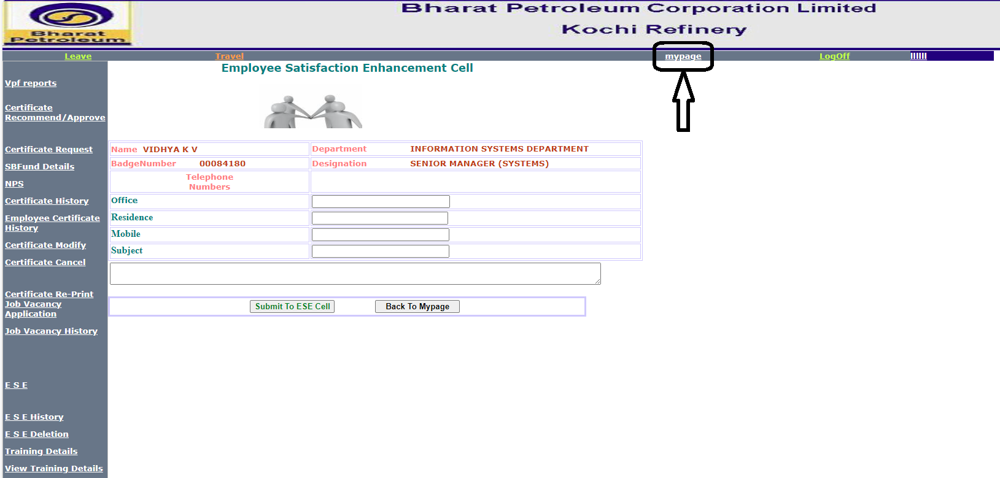 Bharat Petroleum Corporation Limited
Kochi Refinery
Bharat
Petroleum
Leave Travel mypage LogOff llllll
Employee Satisfaction Enhancement Cell
Vpf reports
Certificate
Recommend/Approve
Certificate Request
SBFund Details
NPS
Certificate History
Employee Certificate
History
Certificate Modify
Certificate Cancel
Certificate Re-Print
Job Vacancy
Application
Job Vacancy History
E S E
E S E History
E S E Deletion
Training Details
View Training Details
Name VIDHYA K V Department INFORMATION SYSTEMS DEPARTMENT
BadgeNumber 00084180 Designation SENIOR MANAGER (SYSTEMS)
Telephone
Numbers
Office
Residence
Mobile
Subject
Submit To ESE Cell Back To Mypage